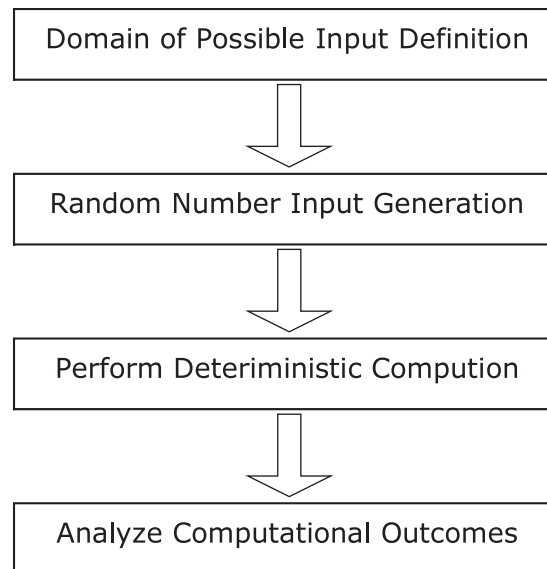 Domain of Possible Input Definition
Random Number Input Generation
Perform Deteriministic Compution
Analyze Computational Outcomes